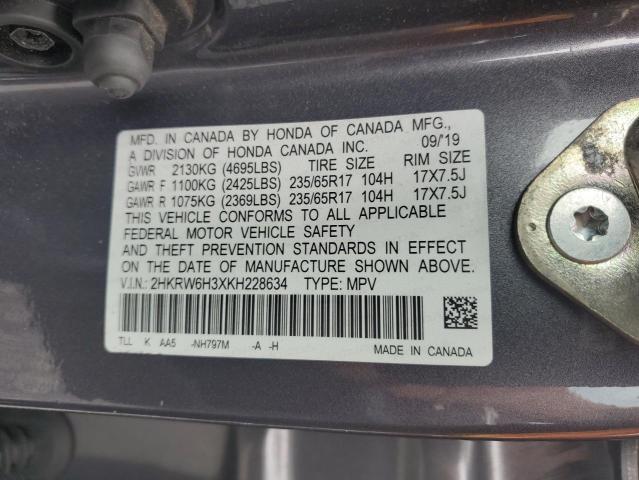 MFD. IN CANADA BY HONDA OF CANADA MFG.,
A DIVISION OF HONDA CANADA INC. 09/19
GVWR 2130KG (4695LBS) TIRE SIZE RIM SIZE
GAWR F 1100KG (2425LBS) 235/65R17 104H 17X7.5J
GAWR R 1075KG (2369LBS) 235/65R17 104H 17X7.5J
THIS VEHICLE CONFORMS TO ALL APPLICABLE
FEDERAL MOTOR VEHICLE SAFETY
AND THEFT PREVENTION STANDARDS IN EFFECT
ON THE DATE OF MANUFACTURE SHOWN ABOVE.
V.I.N.: 2HKRW6H3XKH228634 TYPE: MPV
TLL K AA5 -NH797M -A -H MADE IN CANADA